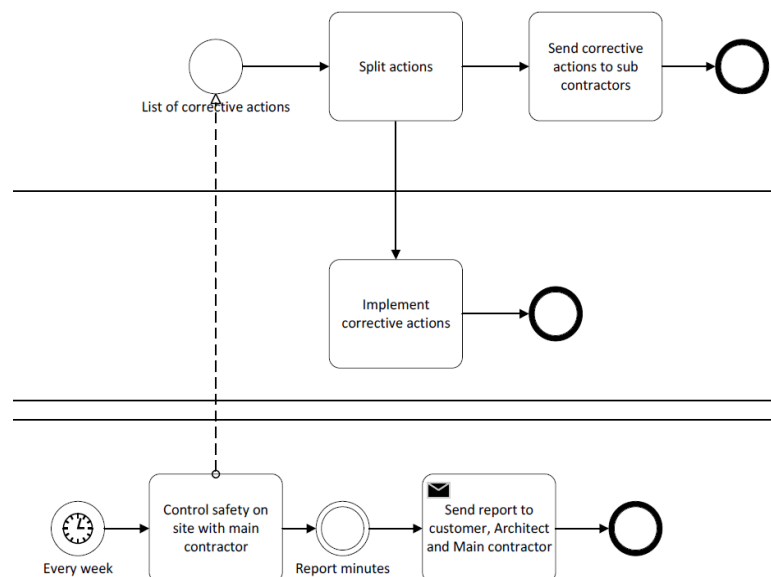 List of corrective actions
Split actions
Send corrective
actions to sub
contractors
Implement
corrective actions
Every week
Control safety on
site with main
contractor
Report minutes
Send report to
customer, Architect
and Main contractor